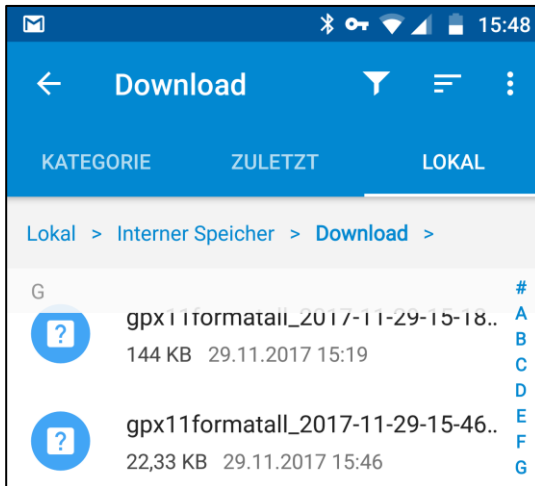 15:48
Download
KATEGORIE ZULETZT LOKAL
Lokal > Interner Speicher > Download >
G
#
A
B
C
D
E
F
G
gpx11formatall_2017-11-29-15-18..
144 KB 29.11.2017 15:19
gpx11formatall_2017-11-29-15-46..
22,33 KB 29.11.2017 15:46